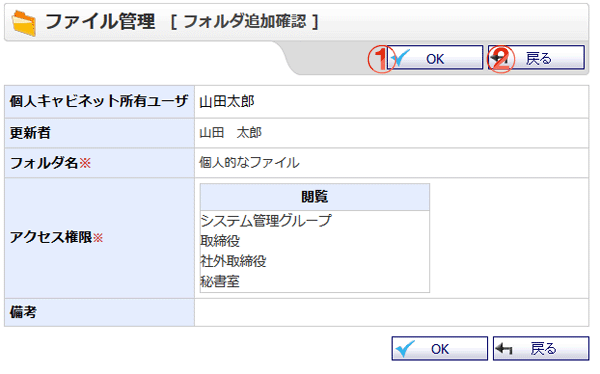 ファイル管理 [ フォルダ追加確認 ]
① OK ② 戻る
個人キャビネット所有ユーザ 山田太郎
更新者 山田　太郎
フォルダ名※ 個人的なファイル
アクセス権限※
閲覧
システム管理グループ
取締役
社外取締役
秘書室
備考
OK 戻る